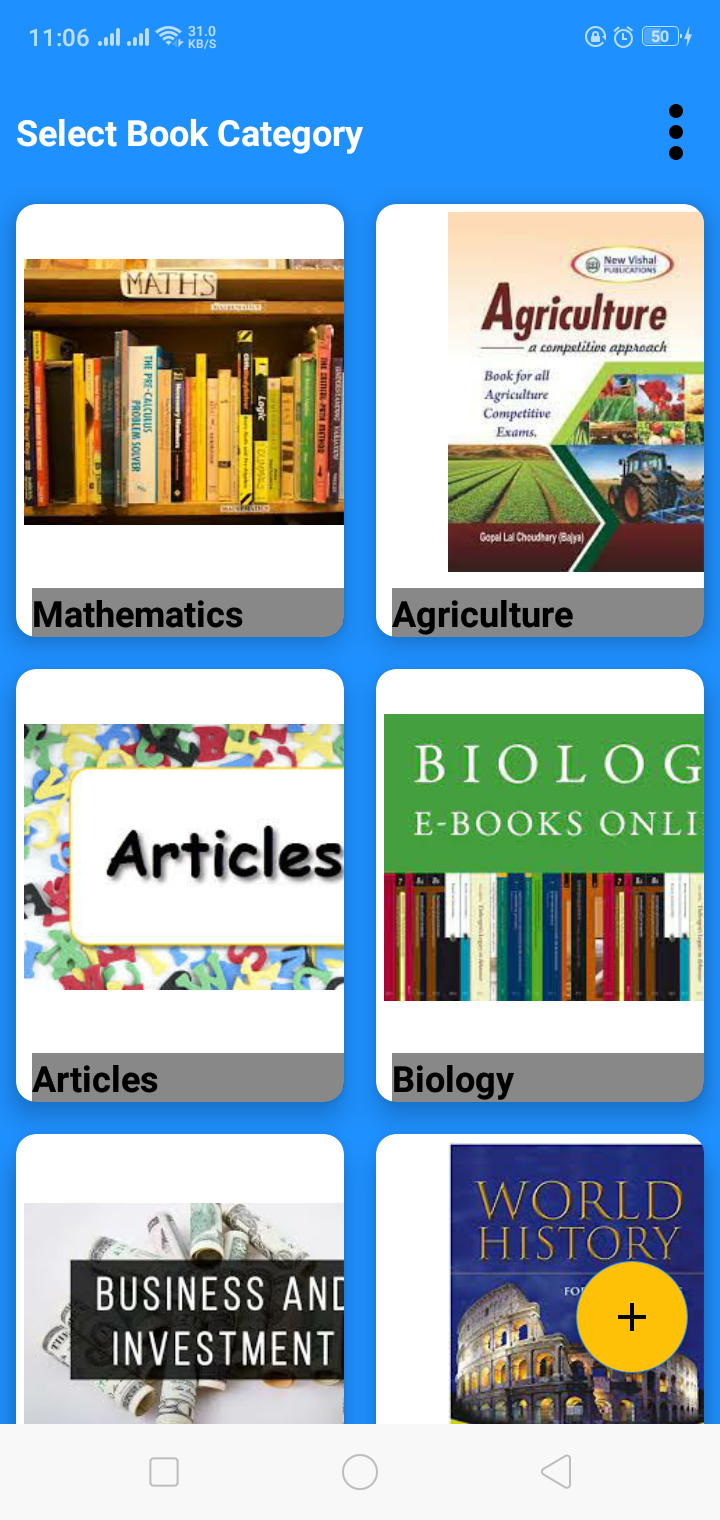 11:06
31.0
KB/S
50
Select Book Category
MATHS
THE PRE-CALCULUS
PROBLEM SOLVER
Logic
New Vishal
PUBLICATIONS
Agriculture
a competitive approach
Book for all
Agriculture
Competitive
Exams.
Gopal Lal Choudhary (Bajya)
Mathematics
Agriculture
Articles
BIOLOG
E-BOOKS ONLI
Articles
Biology
BUSINESS AND
INVESTMENT
WORLD
HISTORY
FO
+